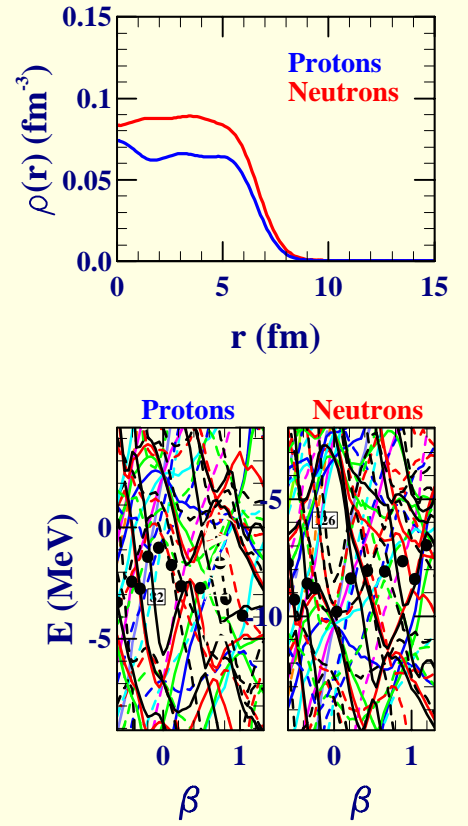 0.15
Protons
Neutrons
0.1
0.05
0.0
ρ(r) (fm⁻³)
0 5 10 15
r (fm)
Protons Neutrons
0
-5
E (MeV)
82
-5
-10
126
0 1 0 1
β β